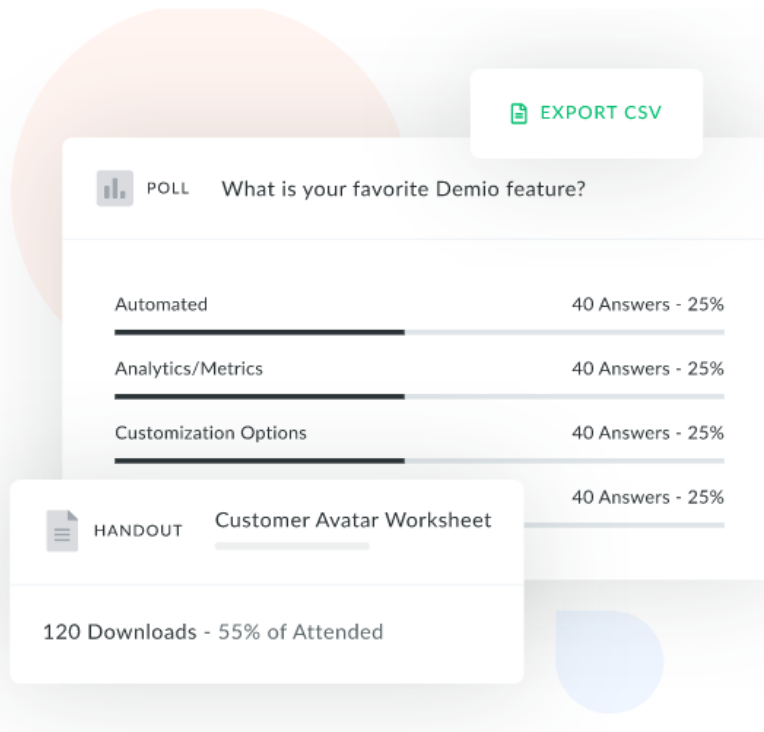 EXPORT CSV
POLL What is your favorite Demio feature?
Automated 40 Answers - 25%
Analytics/Metrics 40 Answers - 25%
Customization Options 40 Answers - 25%
40 Answers - 25%
HANDOUT Customer Avatar Worksheet
120 Downloads - 55% of Attended